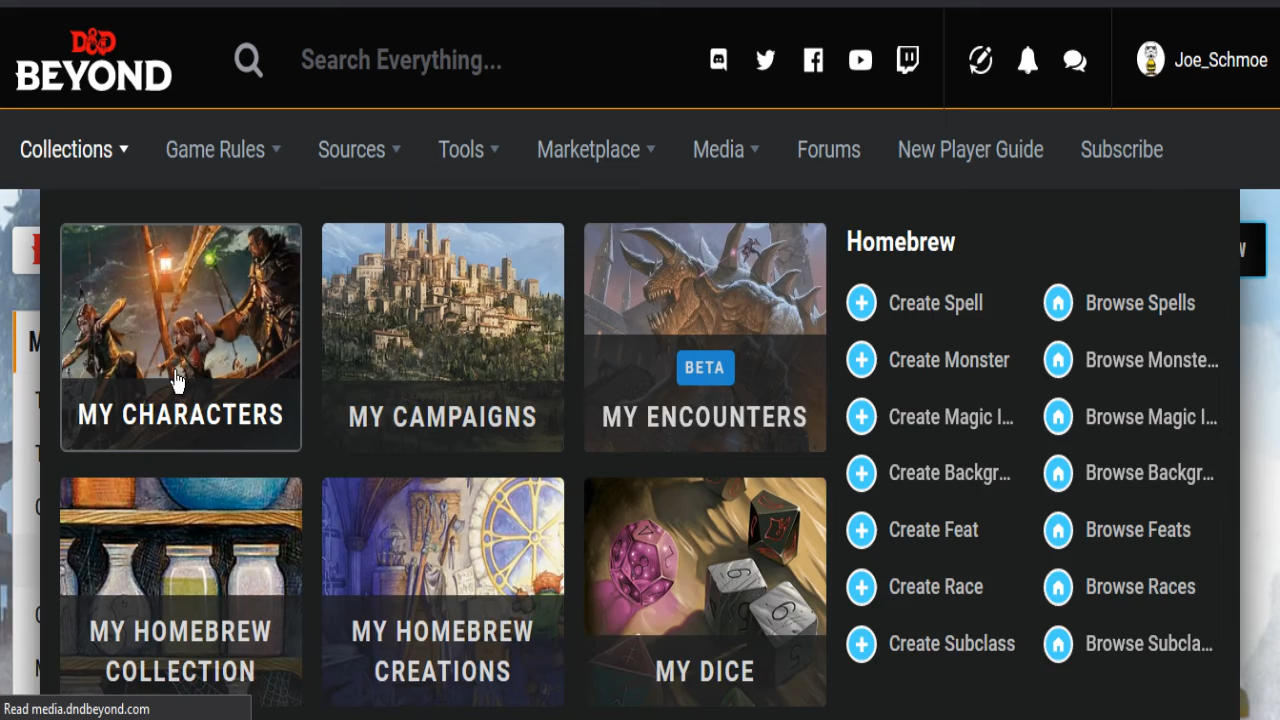 D&D
BEYOND
Search Everything...
Joe_Schmoe
Collections
Game Rules
Sources
Tools
Marketplace
Media
Forums
New Player Guide
Subscribe
MY CHARACTERS
MY CAMPAIGNS
BETA
MY ENCOUNTERS
MY HOMEBREW
COLLECTION
MY HOMEBREW
CREATIONS
MY DICE
Homebrew
Create Spell
Browse Spells
Create Monster
Browse Monste...
Create Magic I...
Browse Magic I...
Create Backgr...
Browse Backgr...
Create Feat
Browse Feats
Create Race
Browse Races
Create Subclass
Browse Subcla...
Read media.dndbeyond.com